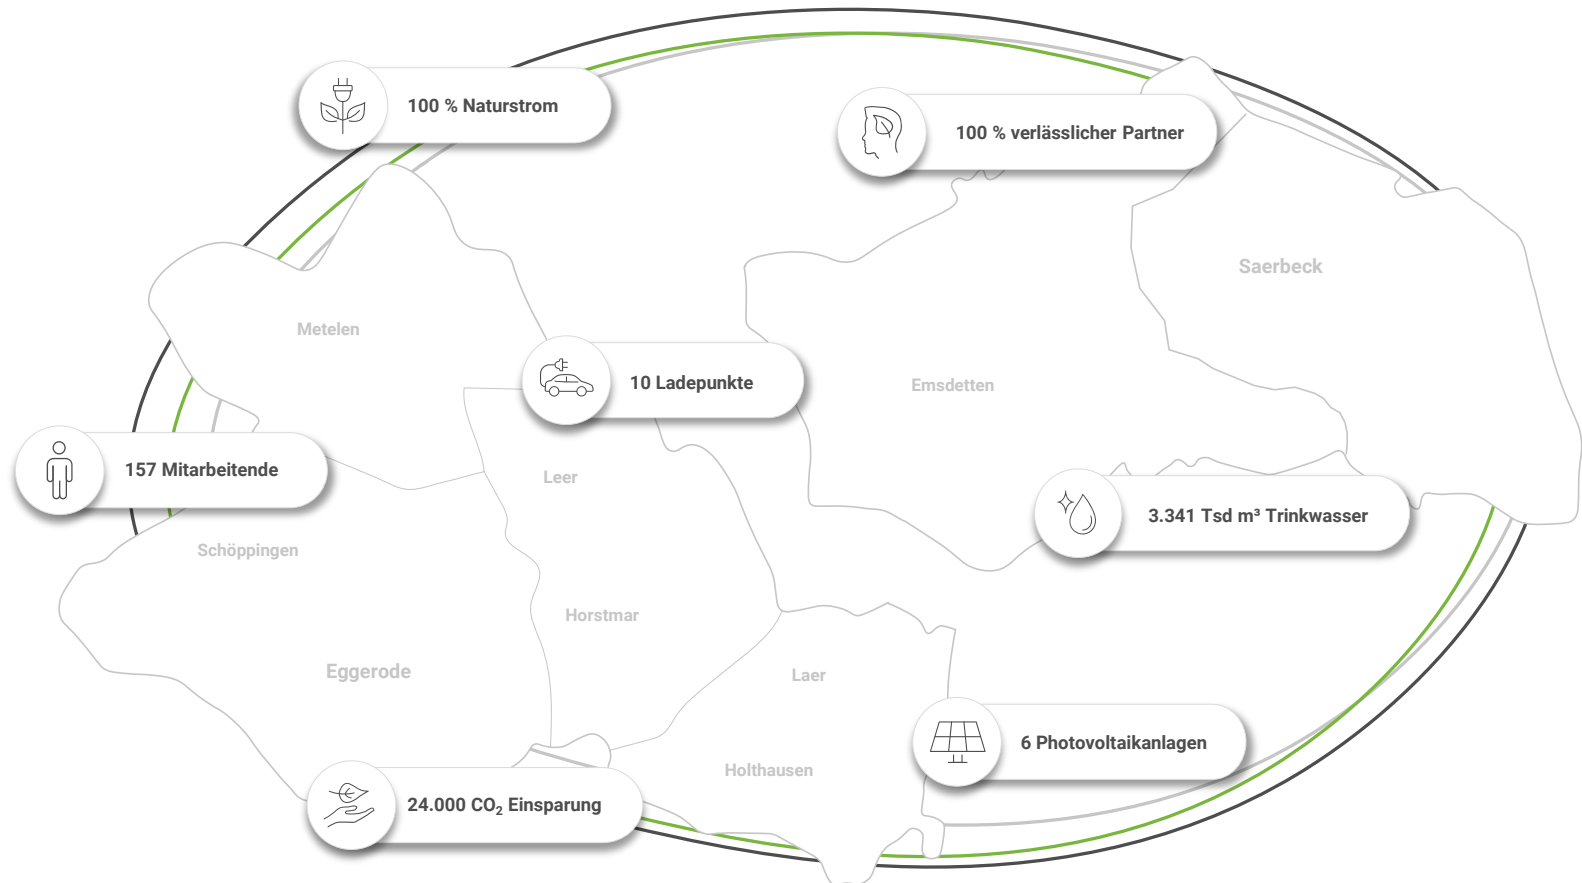 100 % Naturstrom
100 % verlässlicher Partner
Saerbeck
Metelen
10 Ladepunkte
Emsdetten
157 Mitarbeitende
Leer
3.341 Tsd m³ Trinkwasser
Schöppingen
Horstmar
Eggerode
Laer
6 Photovoltaikanlagen
Holthausen
24.000 CO₂ Einsparung